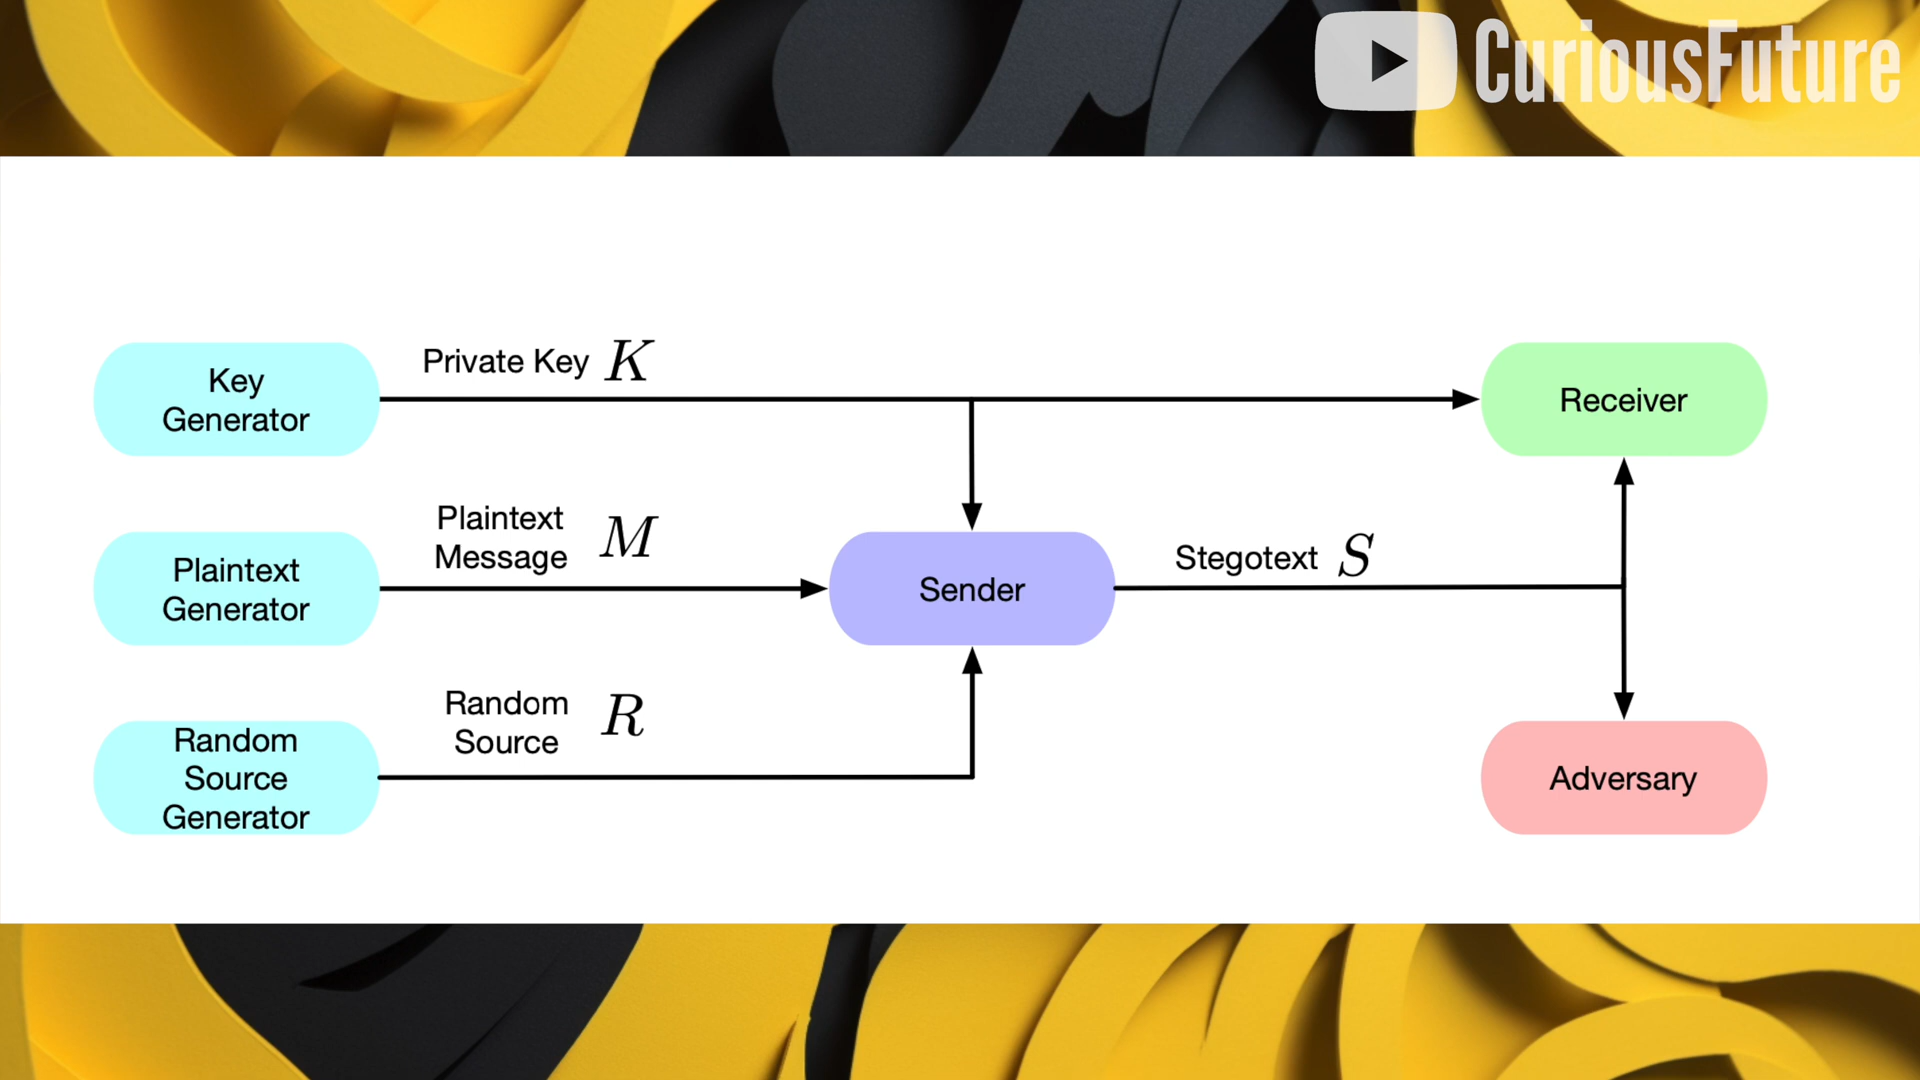 CuriousFuture
Private Key K
Key
Generator
Receiver
Plaintext
Message M
Plaintext
Generator
Sender
Stegotext S
Random
Source R
Random
Source
Generator
Adversary